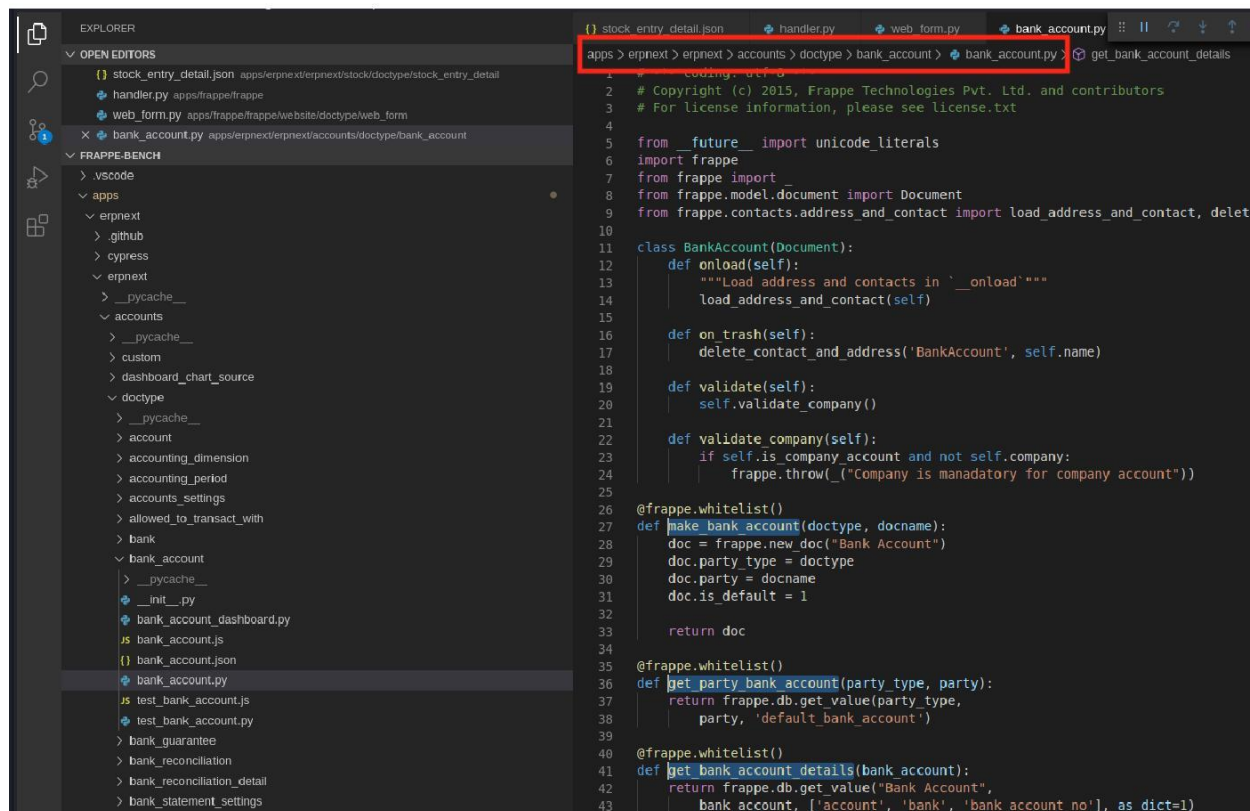 EXPLORER
OPEN EDITORS
{} stock_entry_detail.json apps/erpnext/erpnext/stock/doctype/stock_entry_detail
handler.py apps/frappe/frappe
web_form.py apps/frappe/frappe/website/doctype/web_form
bank_account.py apps/erpnext/erpnext/accounts/doctype/bank_account
FRAPPE-BENCH
.vscode
apps
erpnext
.github
cypress
erpnext
__pycache__
accounts
__pycache__
custom
dashboard_chart_source
doctype
__pycache__
account
accounting_dimension
accounting_period
accounts_settings
allowed_to_transact_with
bank
bank_account
__pycache__
__init__.py
bank_account_dashboard.py
JS bank_account.js
{} bank_account.json
bank_account.py
JS test_bank_account.js
test_bank_account.py
bank_guarantee
bank_reconciliation
bank_reconciliation_detail
bank_statement_settings
1
{} stock_entry_detail.json handler.py web_form.py bank_account.py
apps > erpnext > erpnext > accounts > doctype > bank_account > bank_account.py > get_bank_account_details
1 # -*- coding: utf-8 -*-
2 # Copyright (c) 2015, Frappe Technologies Pvt. Ltd. and contributors
3 # For license information, please see license.txt
4
5 from __future__ import unicode_literals
6 import frappe
7 from frappe import _
8 from frappe.model.document import Document
9 from frappe.contacts.address_and_contact import load_address_and_contact, delet
10
11 class BankAccount(Document):
12 def onload(self):
13 """Load address and contacts in `__onload`"""
14 load_address_and_contact(self)
15
16 def on_trash(self):
17 delete_contact_and_address('BankAccount', self.name)
18
19 def validate(self):
20 self.validate_company()
21
22 def validate_company(self):
23 if self.is_company_account and not self.company:
24 frappe.throw(_("Company is manadatory for company account"))
25
26 @frappe.whitelist()
27 def make_bank_account(doctype, docname):
28 doc = frappe.new_doc("Bank Account")
29 doc.party_type = doctype
30 doc.party = docname
31 doc.is_default = 1
32
33 return doc
34
35 @frappe.whitelist()
36 def get_party_bank_account(party_type, party):
37 return frappe.db.get_value(party_type,
38 party, 'default_bank_account')
39
40 @frappe.whitelist()
41 def get_bank_account_details(bank_account):
42 return frappe.db.get_value("Bank Account",
43 bank_account, ['account', 'bank', 'bank_account_no'], as_dict=1)